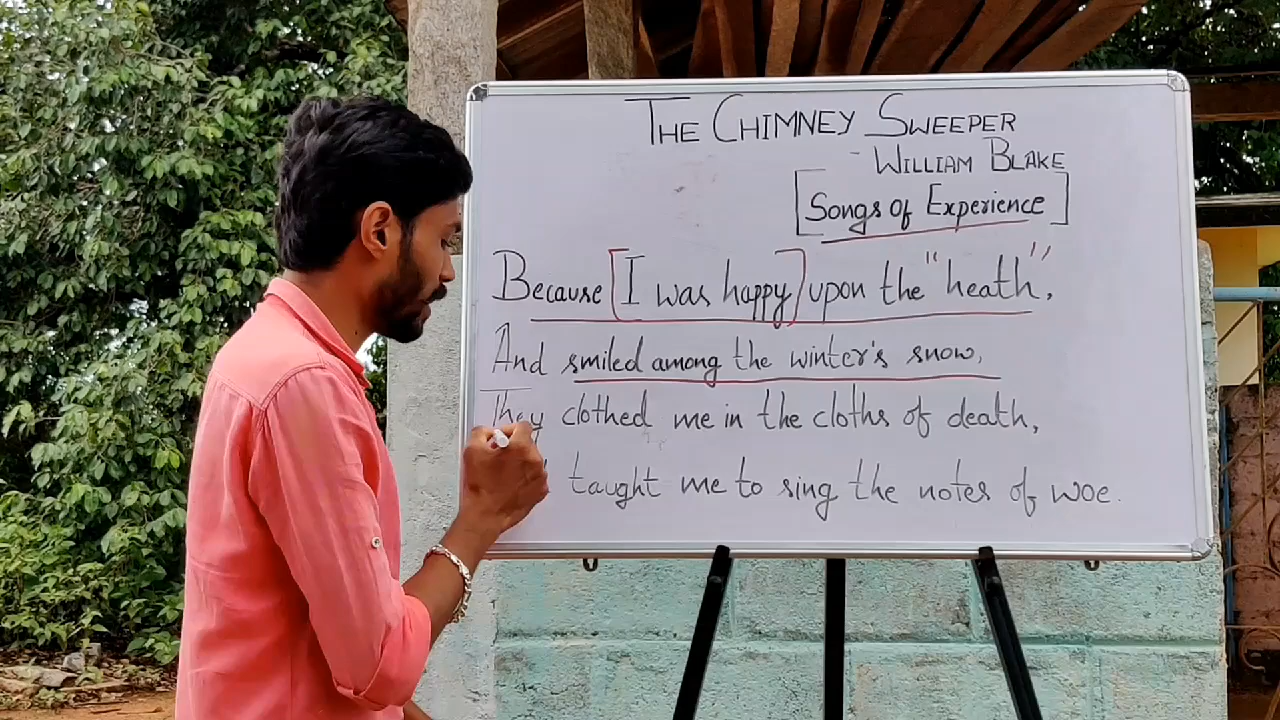 THE CHIMNEY SWEEPER
- WILLIAM BLAKE
[Songs of Experience]
Because [I was happy] upon the "heath",
And smiled among the winter's snow,
They clothed me in the cloths of death,
taught me to sing the notes of woe.